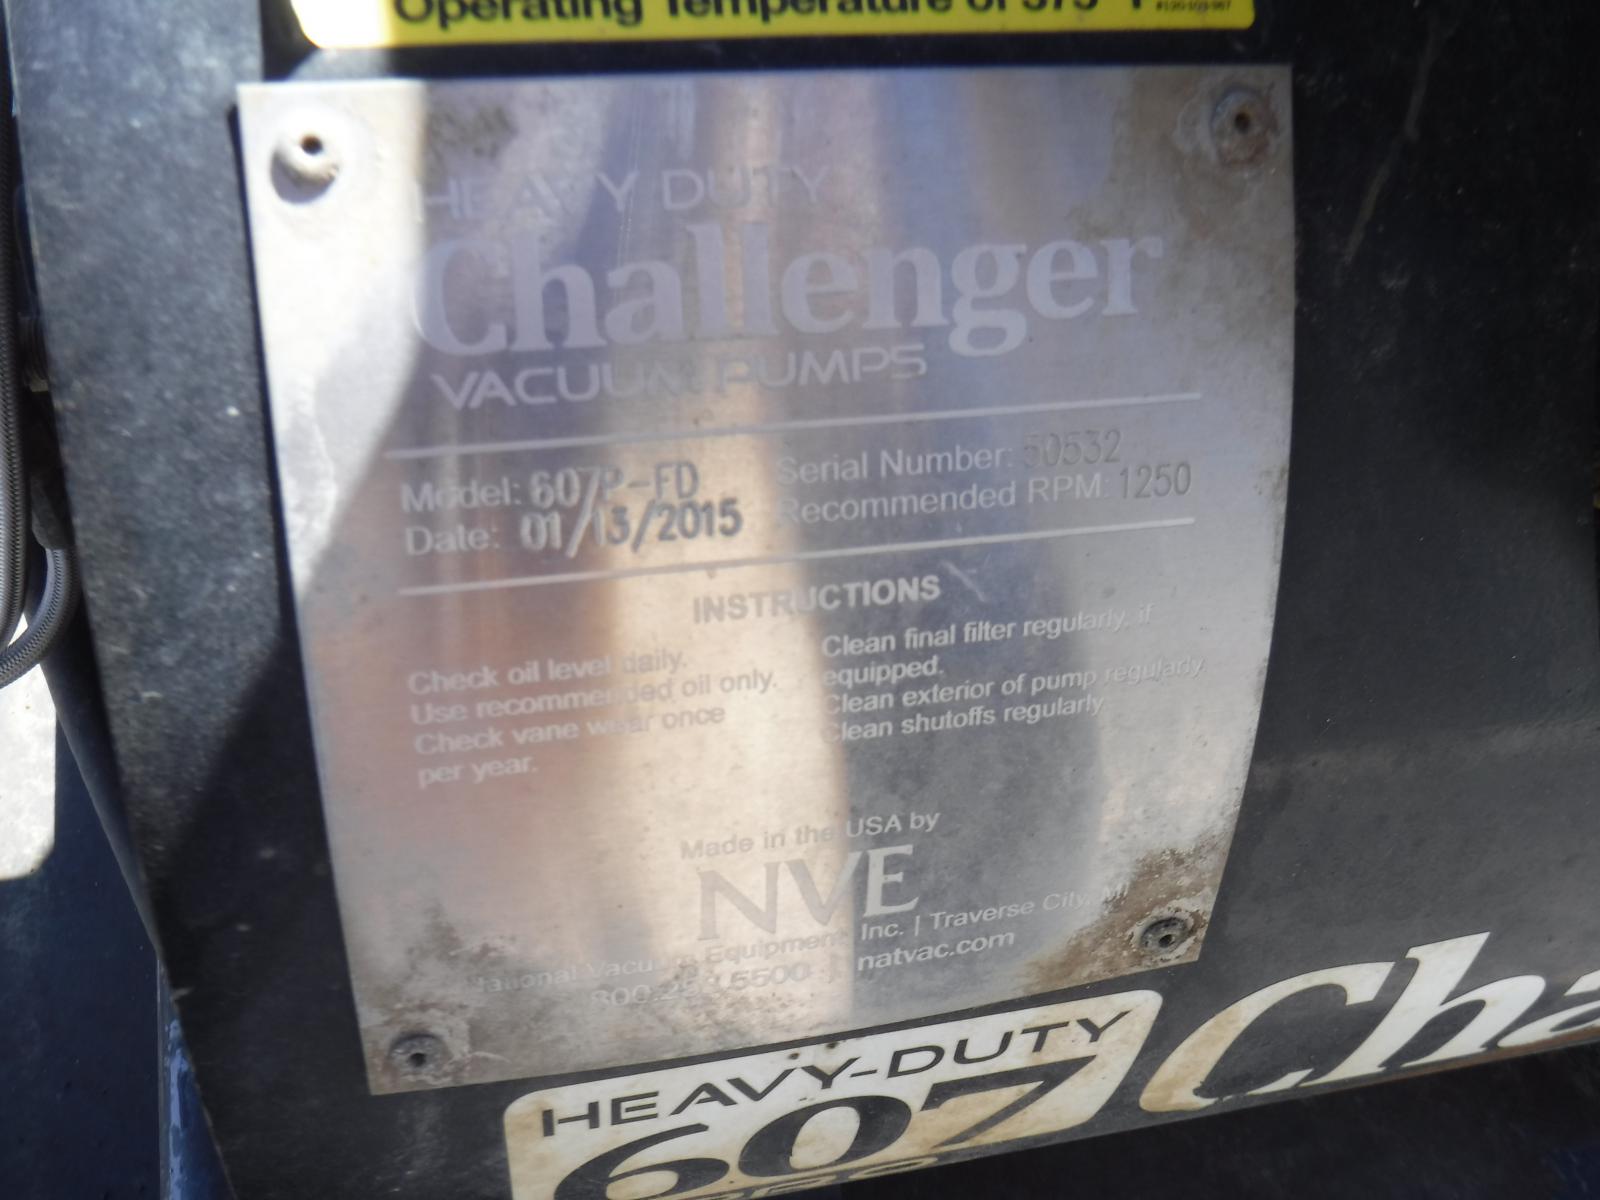 Operating Temperature of 375° F
HEAVY DUTY
Challenger
VACUUM PUMPS
Model: 607P-FD
Date: 01/13/2015
Serial Number: 50532
Recommended RPM: 1250
INSTRUCTIONS
Check oil level daily.
Use recommended oil only.
Check vane wear once
per year.
Clean final filter regularly, if
equipped.
Clean exterior of pump regularly.
Clean shutoffs regularly.
Made in the USA by
NVE
National Vacuum Equipment, Inc. | Traverse City, MI
5500 | natvac.com
HEAVY-DUTY
607
Cha